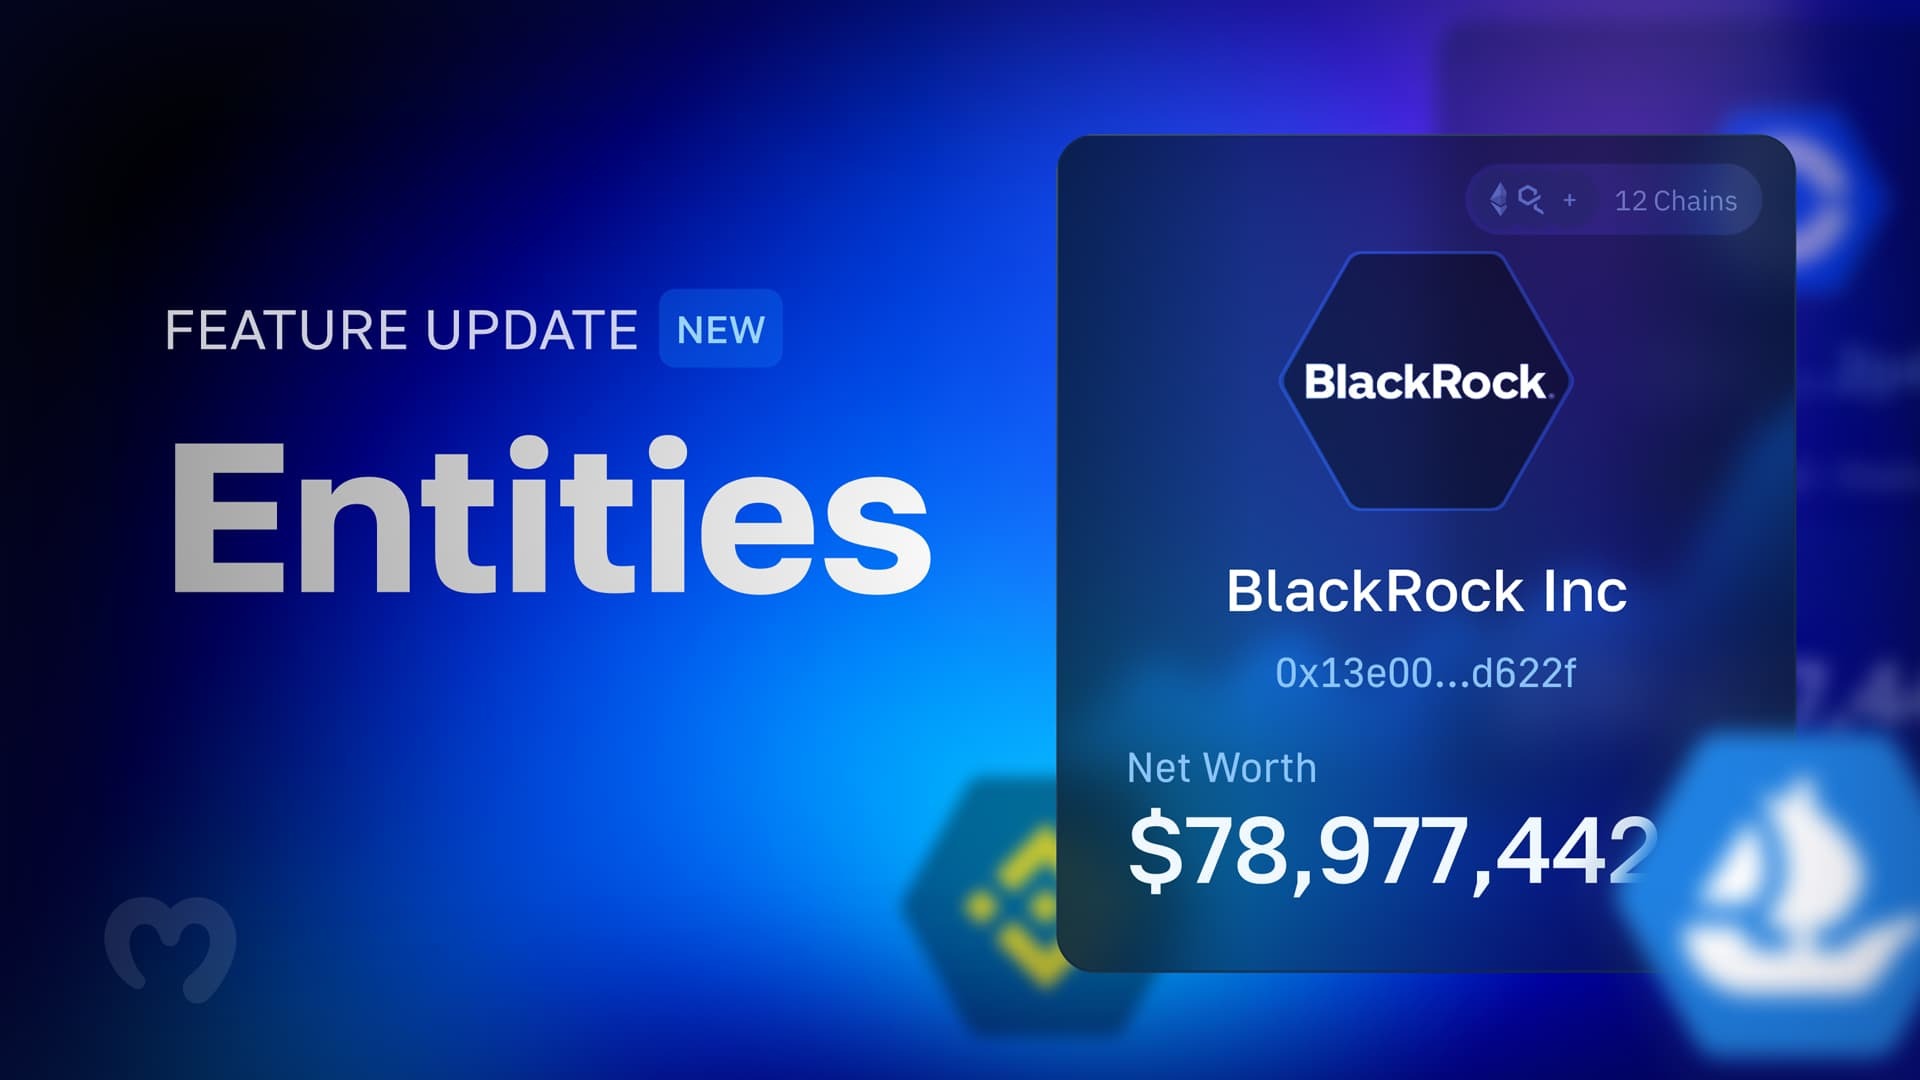 FEATURE UPDATE NEW
Entities
+ 12 Chains
BlackRock.
BlackRock Inc
0x13e00...d622f
Net Worth
$78,977,442